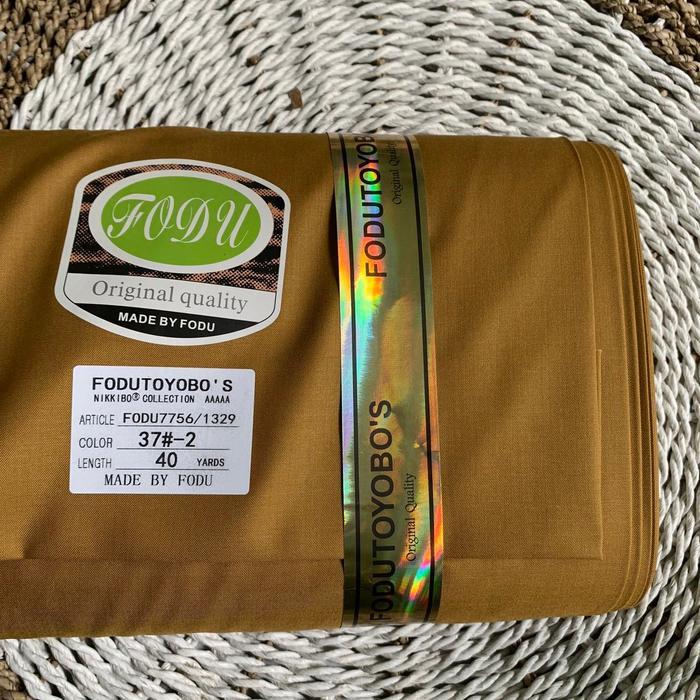 FODU
Original quality
MADE BY FODU
FODUTOYOBO'S
NIKKIBO® COLLECTION AAAAA
ARTICLE FODU7756/1329
COLOR 37#-2
LENGTH 40 YARDS
MADE BY FODU
FODUTOYOB
Original Quality
FODUTOYOBO'S
Original Quality